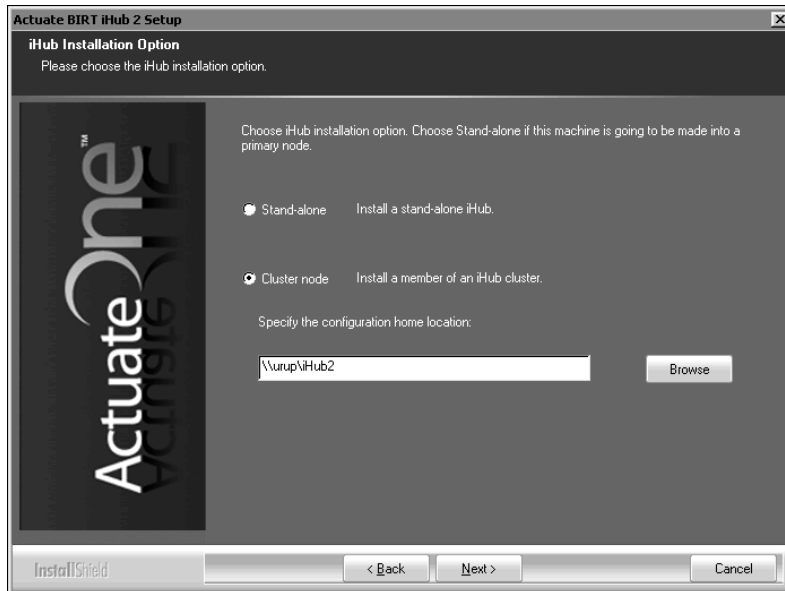 Actuate BIRT iHub 2 Setup
iHub Installation Option
Please choose the iHub installation option.
ActuateOne™
Choose iHub installation option. Choose Stand-alone if this machine is going to be made into a
primary node.
Stand-alone Install a stand-alone iHub.
Cluster node Install a member of an iHub cluster.
Specify the configuration home location:
\\urup\iHub2
Browse
InstallShield
< Back
Next >
Cancel